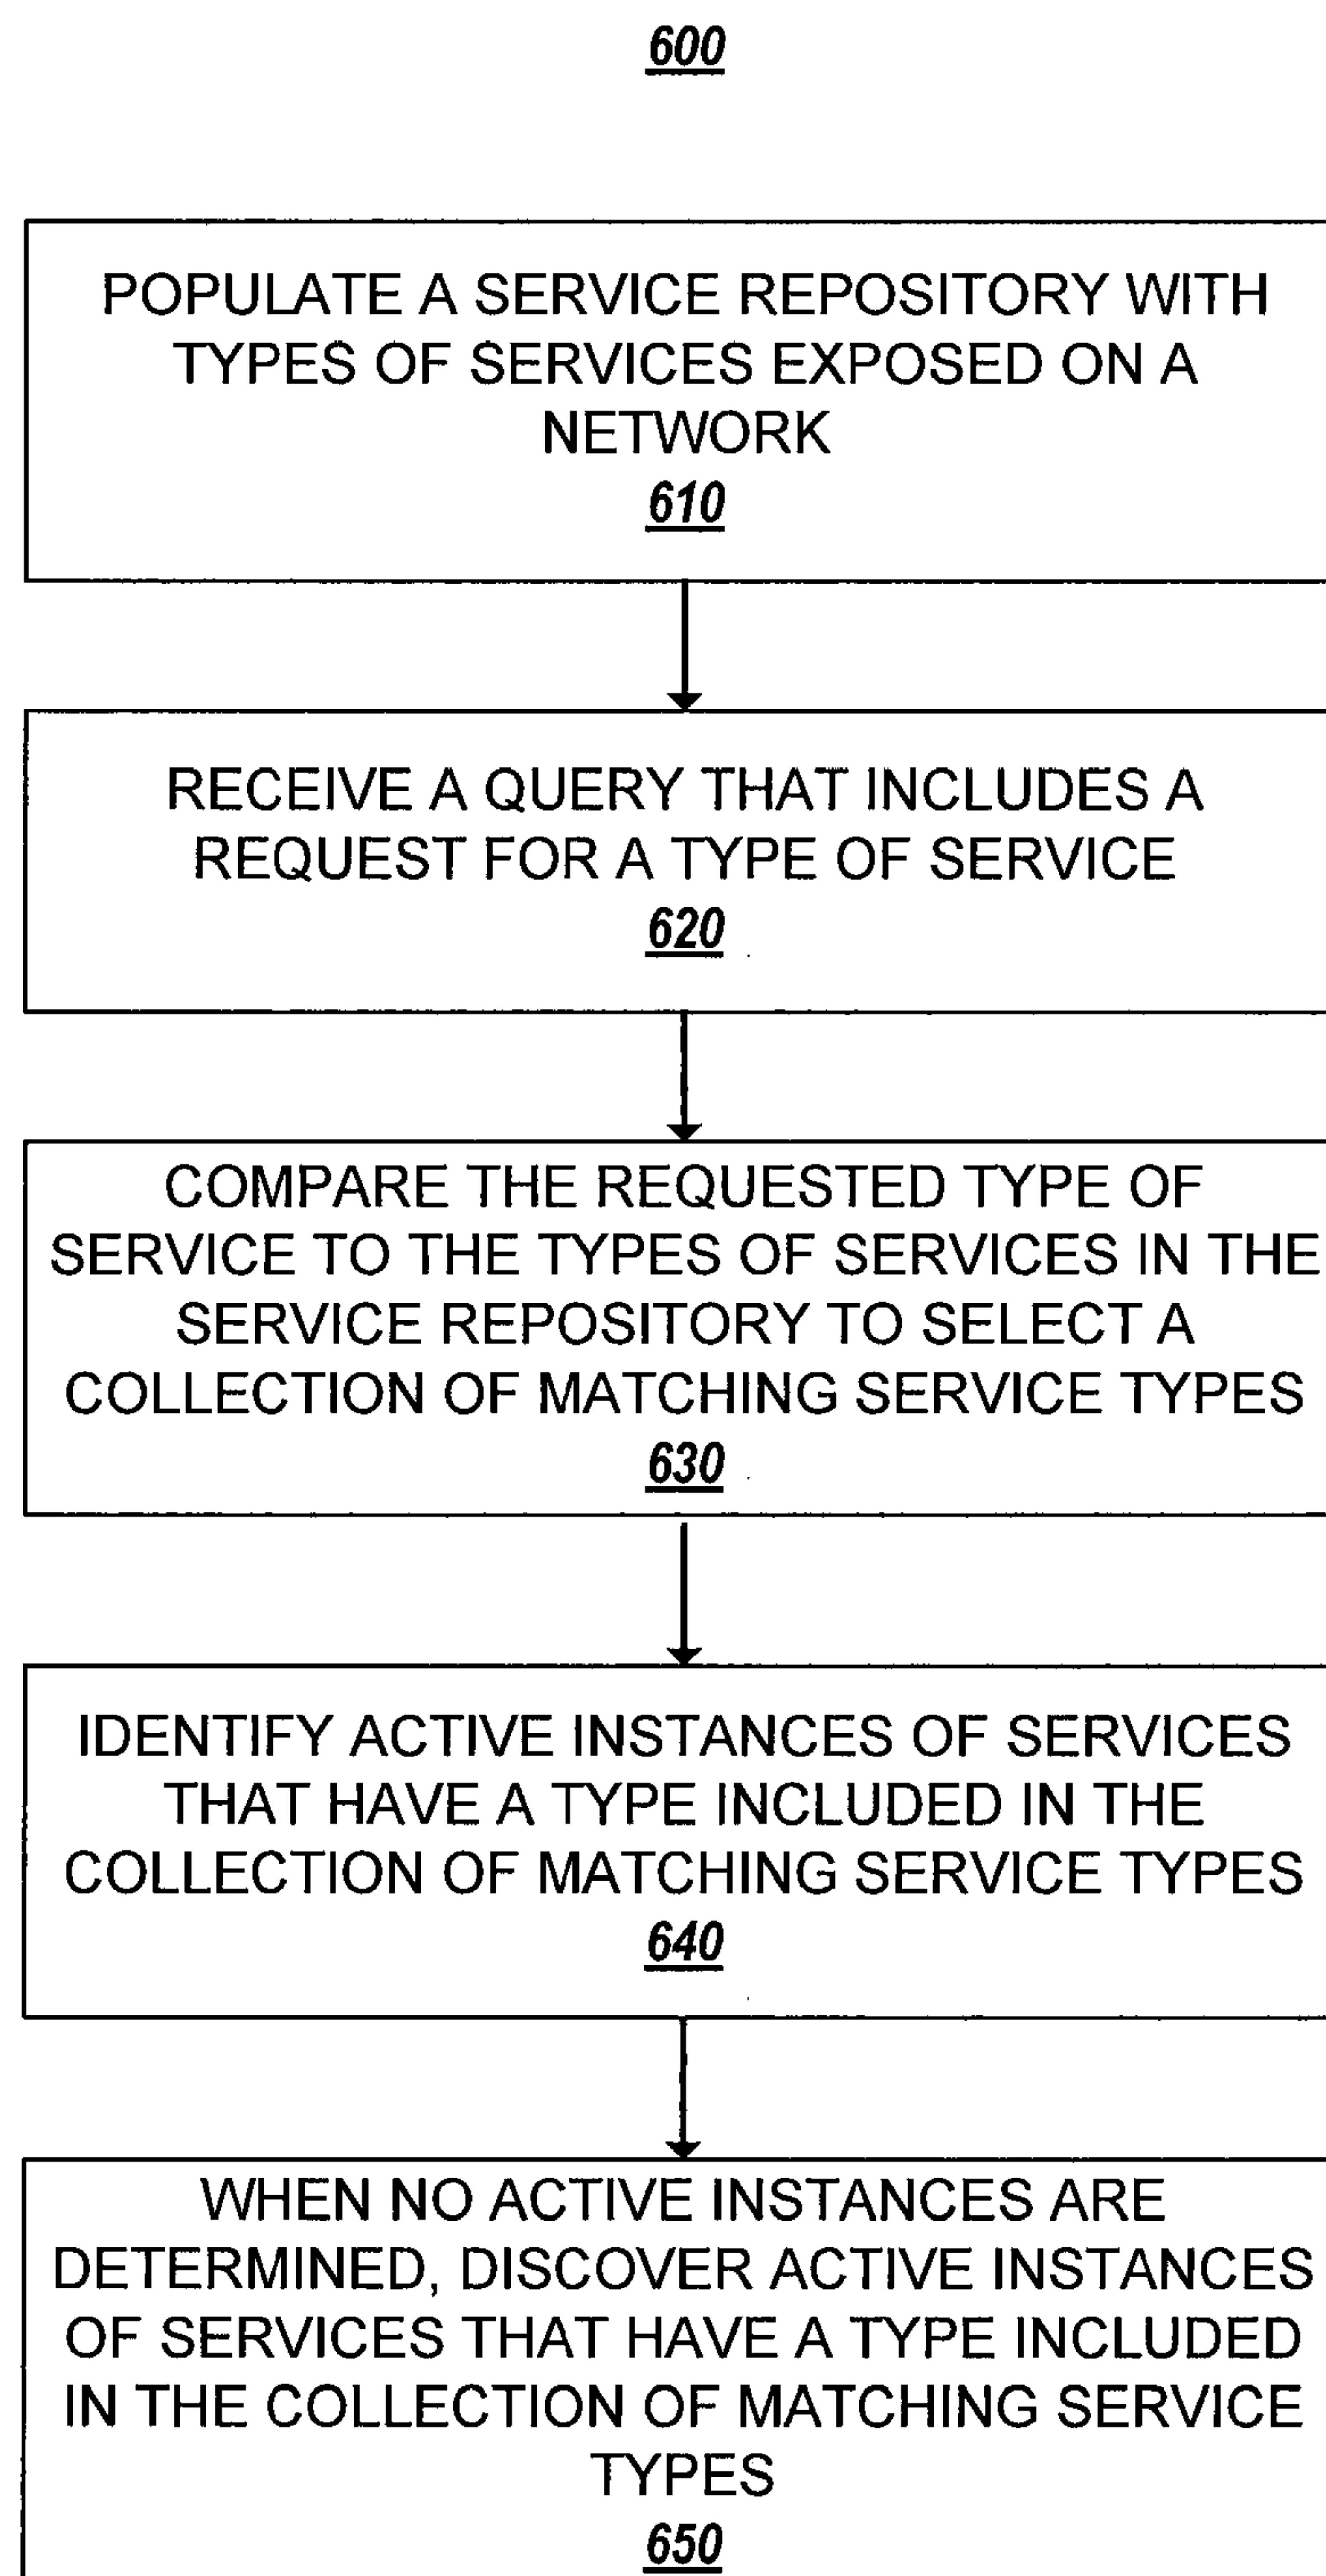 600
POPULATE A SERVICE REPOSITORY WITH
TYPES OF SERVICES EXPOSED ON A
NETWORK
610
RECEIVE A QUERY THAT INCLUDES A
REQUEST FOR A TYPE OF SERVICE
620
COMPARE THE REQUESTED TYPE OF
SERVICE TO THE TYPES OF SERVICES IN THE
SERVICE REPOSITORY TO SELECT A
COLLECTION OF MATCHING SERVICE TYPES
630
IDENTIFY ACTIVE INSTANCES OF SERVICES
THAT HAVE A TYPE INCLUDED IN THE
COLLECTION OF MATCHING SERVICE TYPES
640
WHEN NO ACTIVE INSTANCES ARE
DETERMINED, DISCOVER ACTIVE INSTANCES
OF SERVICES THAT HAVE A TYPE INCLUDED
IN THE COLLECTION OF MATCHING SERVICE
TYPES
650